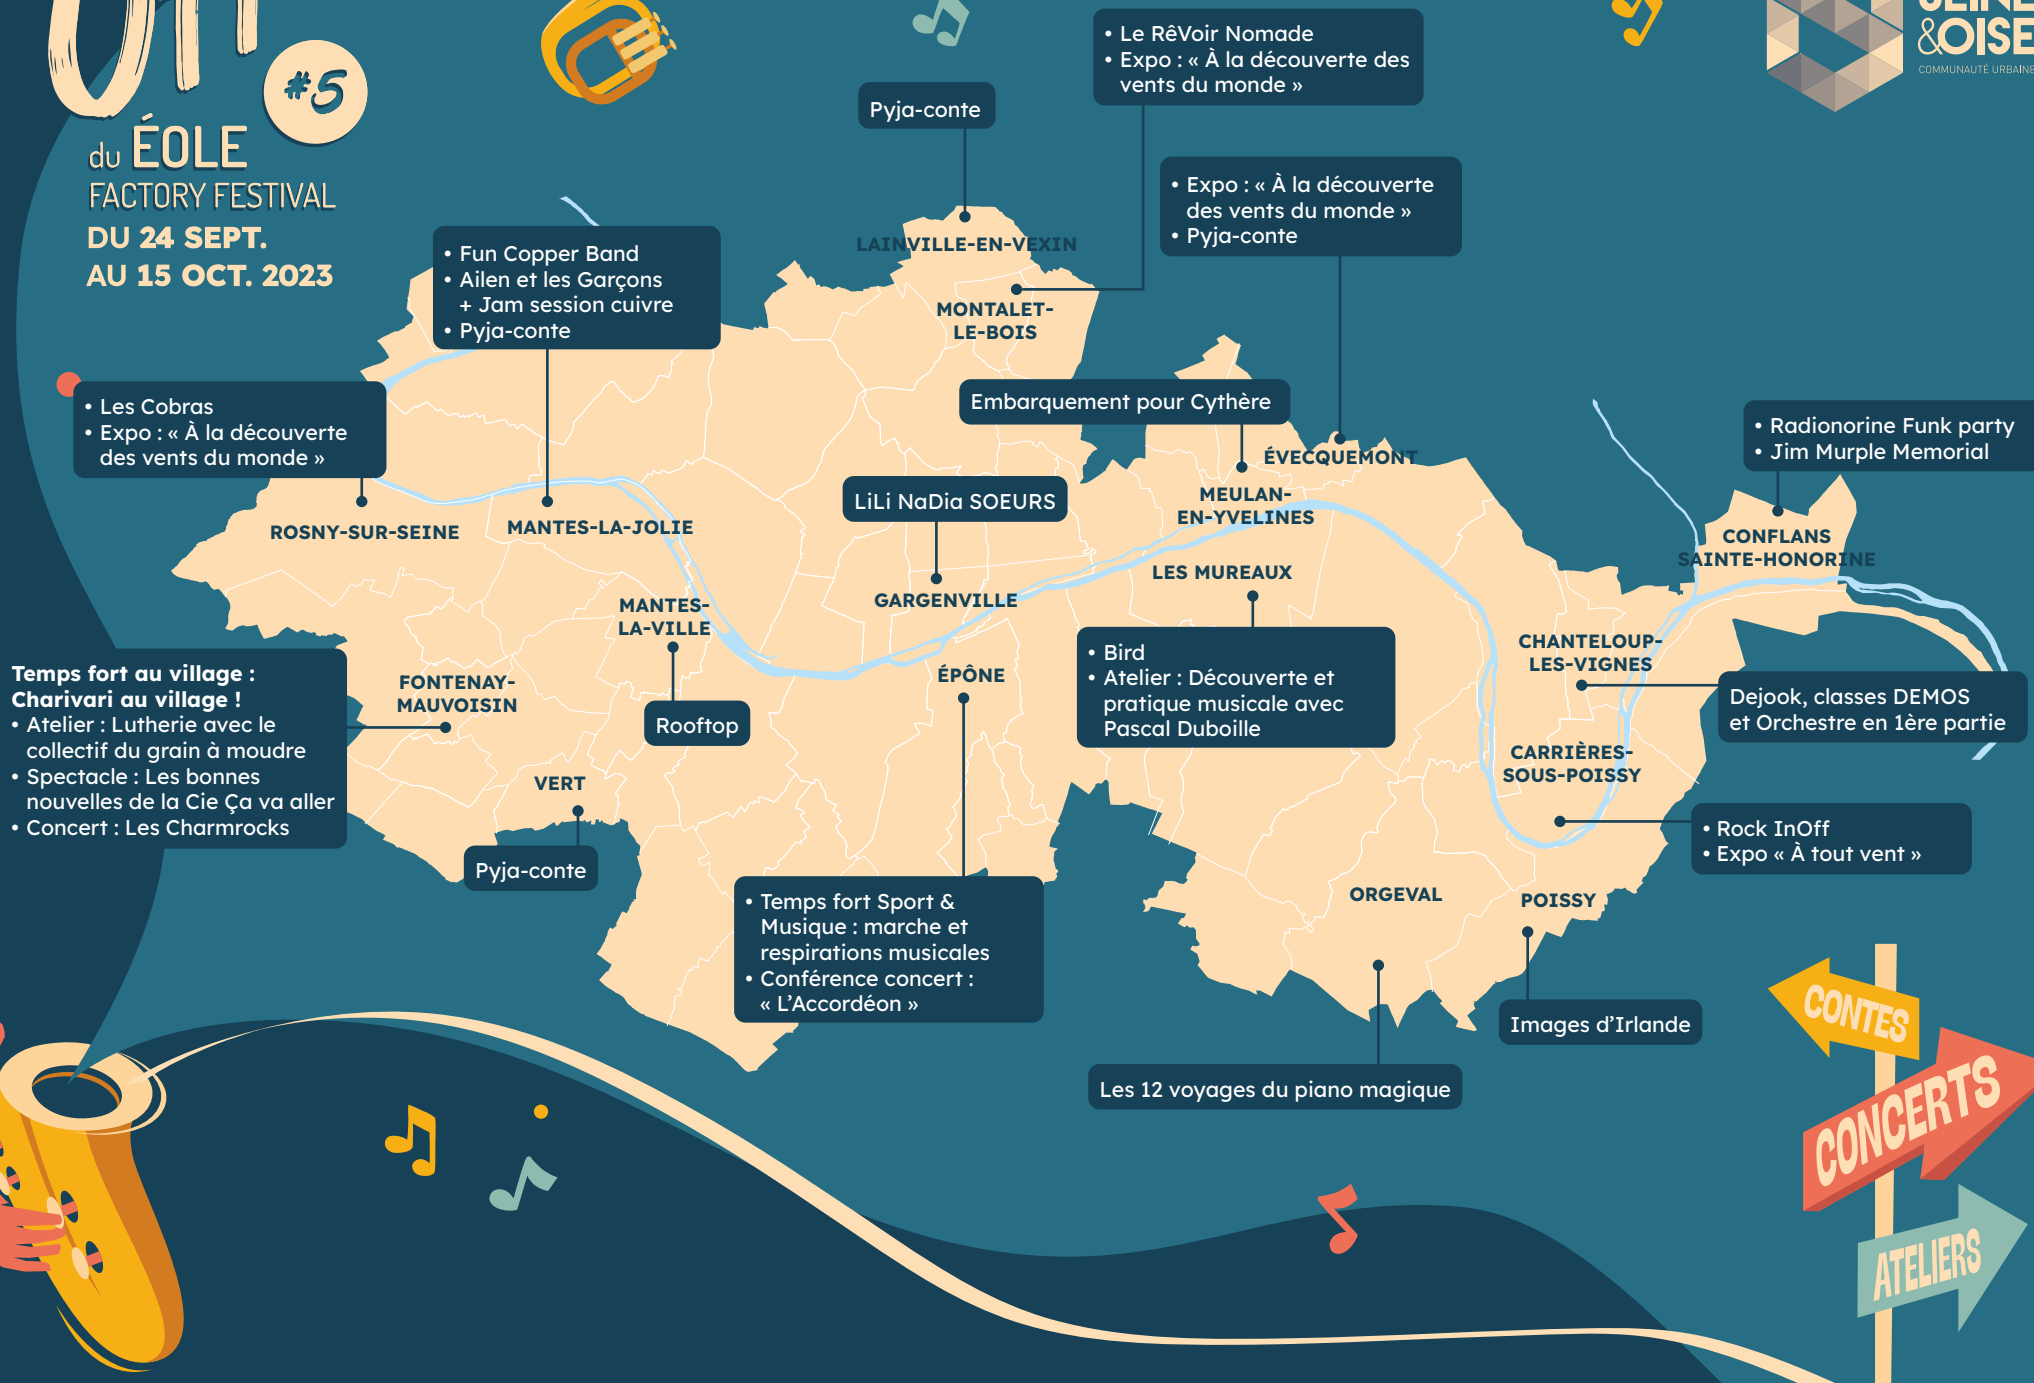 #5
du ÉOLE
FACTORY FESTIVAL
DU 24 SEPT.
AU 15 OCT. 2023
&OISE
COMMUNAUTÉ URBAINE
• Le RêVoir Nomade
• Expo : « À la découverte des
vents du monde »
Pyja-conte
• Expo : « À la découverte
des vents du monde »
• Pyja-conte
LAINVILLE-EN-VEXIN
MONTALET-
LE-BOIS
• Fun Copper Band
• Ailen et les Garçons
+ Jam session cuivre
• Pyja-conte
• Les Cobras
• Expo : « À la découverte
des vents du monde »
Embarquement pour Cythère
• Radionorine Funk party
• Jim Murple Memorial
ÉVECQUEMONT
LiLi NaDia SOEURS
MEULAN-
EN-YVELINES
ROSNY-SUR-SEINE
MANTES-LA-JOLIE
CONFLANS
SAINTE-HONORINE
LES MUREAUX
GARGENVILLE
MANTES-
LA-VILLE
CHANTELOUP-
LES-VIGNES
Temps fort au village :
Charivari au village !
• Atelier : Lutherie avec le
collectif du grain à moudre
• Spectacle : Les bonnes
nouvelles de la Cie Ça va aller
• Concert : Les Charmrocks
FONTENAY-
MAUVOISIN
ÉPÔNE
• Bird
• Atelier : Découverte et
pratique musicale avec
Pascal Duboille
Dejook, classes DEMOS
et Orchestre en 1ère partie
Rooftop
CARRIÈRES-
SOUS-POISSY
VERT
• Rock InOff
• Expo « À tout vent »
Pyja-conte
• Temps fort Sport &
Musique : marche et
respirations musicales
• Conférence concert :
« L’Accordéon »
ORGEVAL
POISSY
Images d’Irlande
Les 12 voyages du piano magique
CONTES
CONCERTS
ATELIERS